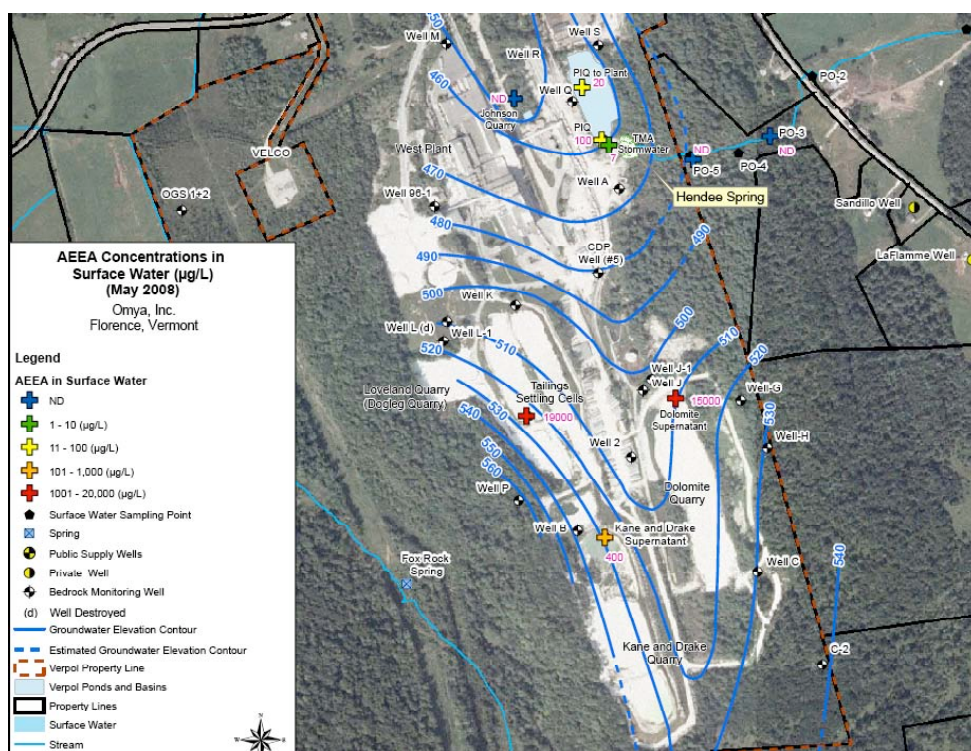 450
Well M
460
Well R
Well S
PIQ to Plant
20
Well Q
ND
Johnson Quarry
PIQ
100
7
TMA Stormwater
PO-2
PO-3
ND
PO-4
ND
PO-5
VELCO
West Plant
470
Well A
Hendee Spring
OGS 1+2
Well 96-1
Sandillo Well
480
490
CDP Well (#5)
490
LaFlamme Well
500
Well K
500
510
Well L (d)
Well L-1
510
520
520
Well J-1
Well J
Well-G
Loveland Quarry
(Dogleg Quarry)
Tailings
Settling Cells
19000
15000
Dolomite
Supernatant
530
530
540
Well-H
550
560
Well 2
Well P
Dolomite
Quarry
Well B
Kane and Drake
Supernatant
400
540
Fox Rock
Spring
Well C
Kane and Drake
Quarry
C-2
AEEA Concentrations in
Surface Water (µg/L)
(May 2008)
Omya, Inc.
Florence, Vermont
Legend
AEEA in Surface Water
ND
1 - 10 (µg/L)
11 - 100 (µg/L)
101 - 1,000 (µg/L)
1001 - 20,000 (µg/L)
Surface Water Sampling Point
Spring
Public Supply Wells
Private Well
Bedrock Monitoring Well
(d) Well Destroyed
Groundwater Elevation Contour
Estimated Groundwater Elevation Contour
Verpol Property Line
Verpol Ponds and Basins
Property Lines
Surface Water
Stream